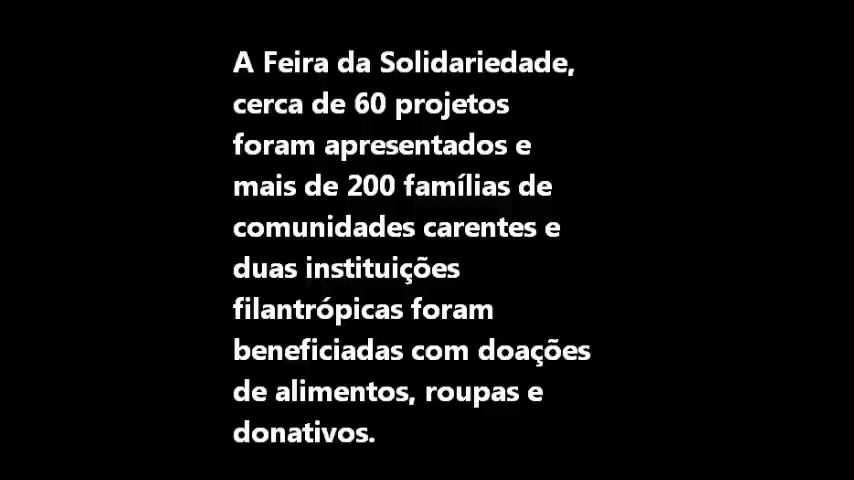 A Feira da Solidariedade,
cerca de 60 projetos
foram apresentados e
mais de 200 famílias de
comunidades carentes e
duas instituições
filantrópicas foram
beneficiadas com doações
de alimentos, roupas e
donativos.